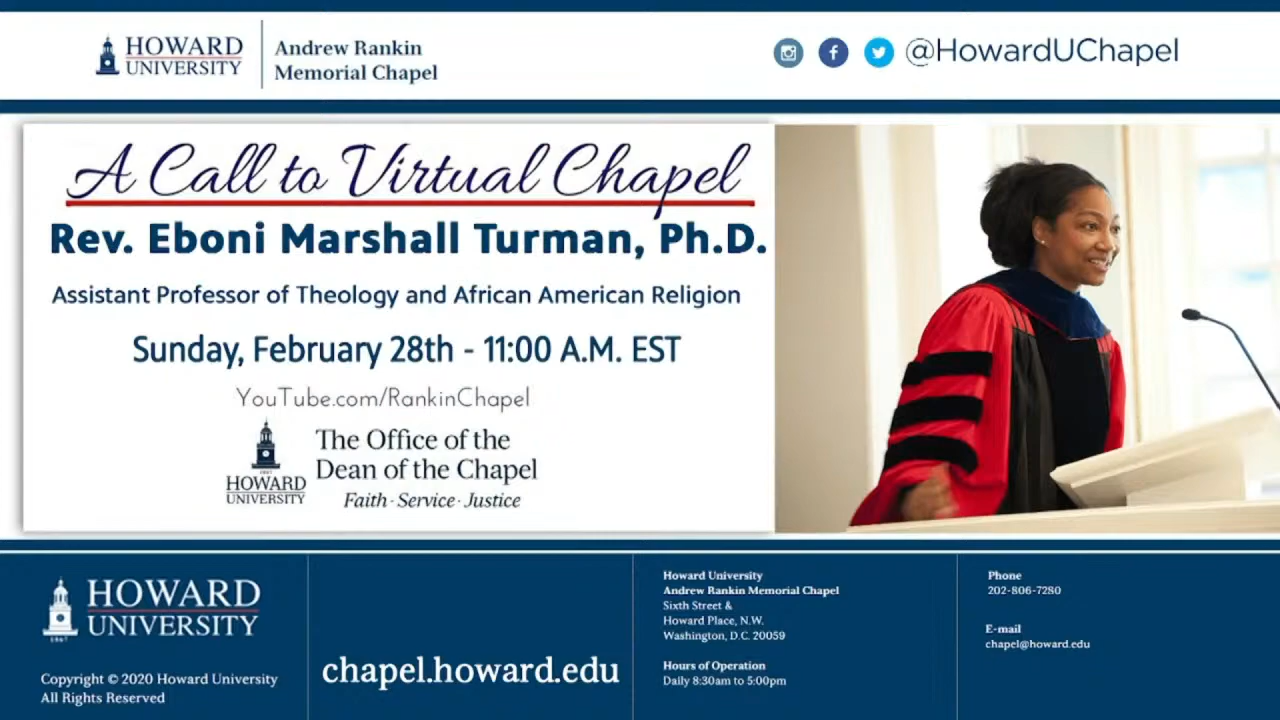 HOWARD
UNIVERSITY
Andrew Rankin
Memorial Chapel
@HowardUChapel
A Call to Virtual Chapel
Rev. Eboni Marshall Turman, Ph.D.
Assistant Professor of Theology and African American Religion
Sunday, February 28th - 11:00 A.M. EST
YouTube.com/RankinChapel
1867
HOWARD
UNIVERSITY
The Office of the
Dean of the Chapel
Faith · Service · Justice
HOWARD
UNIVERSITY
1867
Copyright © 2020 Howard University
All Rights Reserved
chapel.howard.edu
Howard University
Andrew Rankin Memorial Chapel
Sixth Street &
Howard Place, N.W.
Washington, D.C. 20059
Hours of Operation
Daily 8:30am to 5:00pm
Phone
202-806-7280
E-mail
chapel@howard.edu